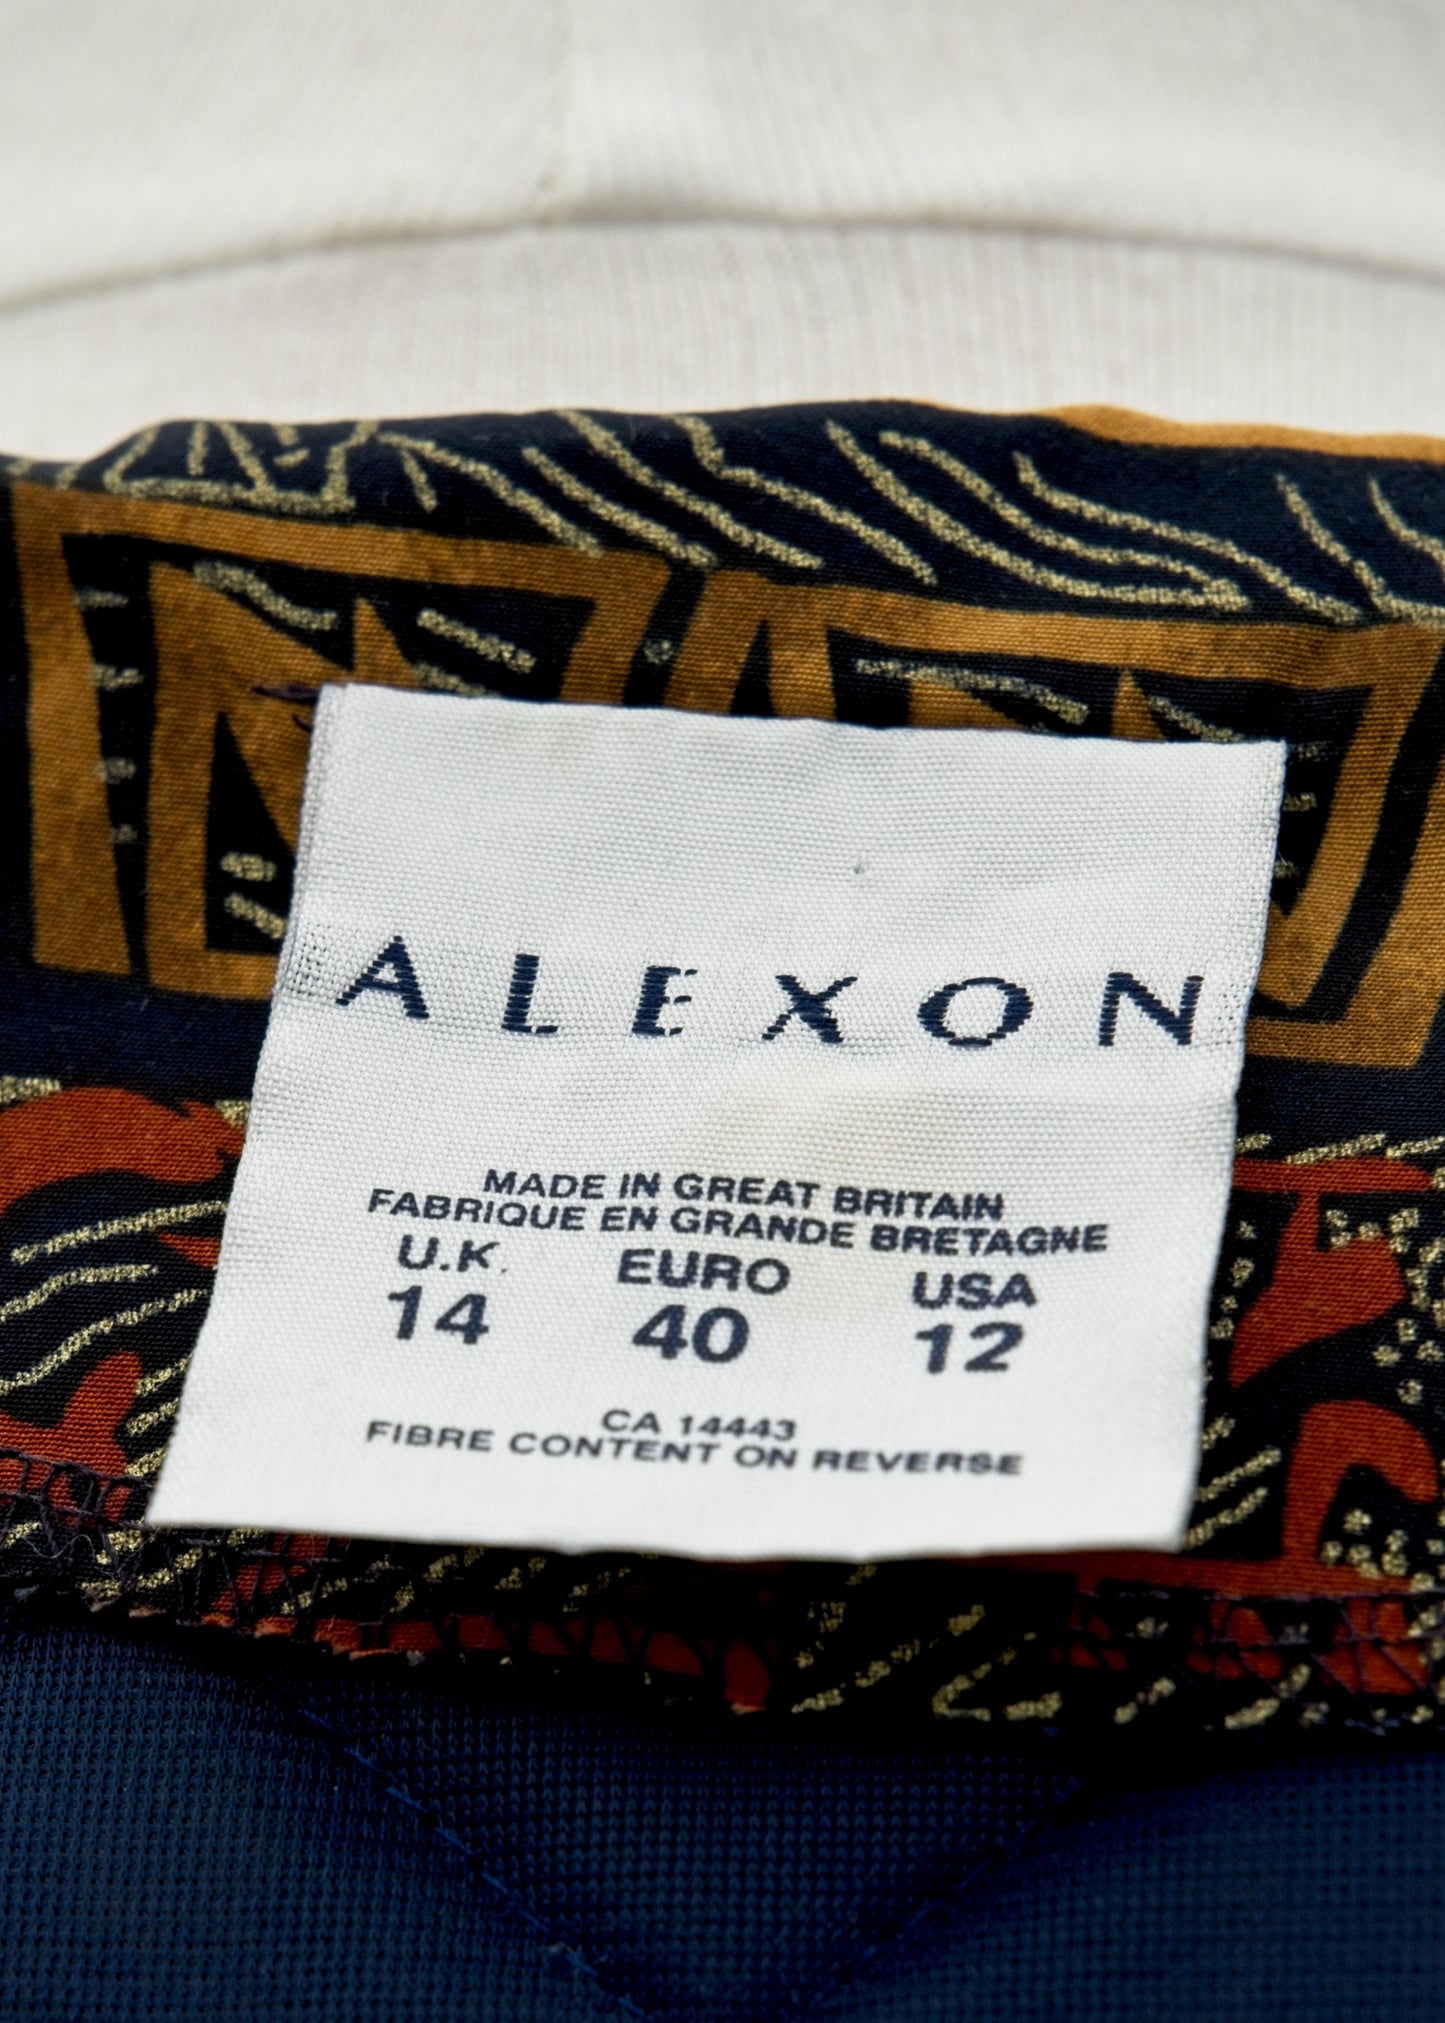 ALEXON
MADE IN GREAT BRITAIN
FABRIQUE EN GRANDE BRETAGNE
U.K. EURO USA
14 40 12
CA 14443
FIBRE CONTENT ON REVERSE